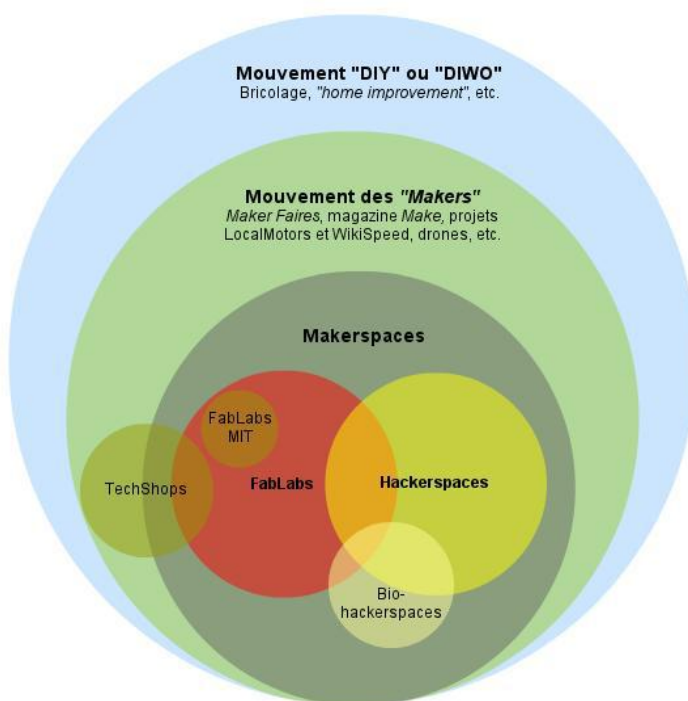 Mouvement "DIY" ou "DIWO"
Bricolage, "home improvement", etc.
Mouvement des "Makers"
Maker Faires, magazine Make, projets
LocalMotors et WikiSpeed, drones, etc.
Makerspaces
FabLabs
MIT
TechShops
FabLabs
Hackerspaces
Bio-
hackerspaces